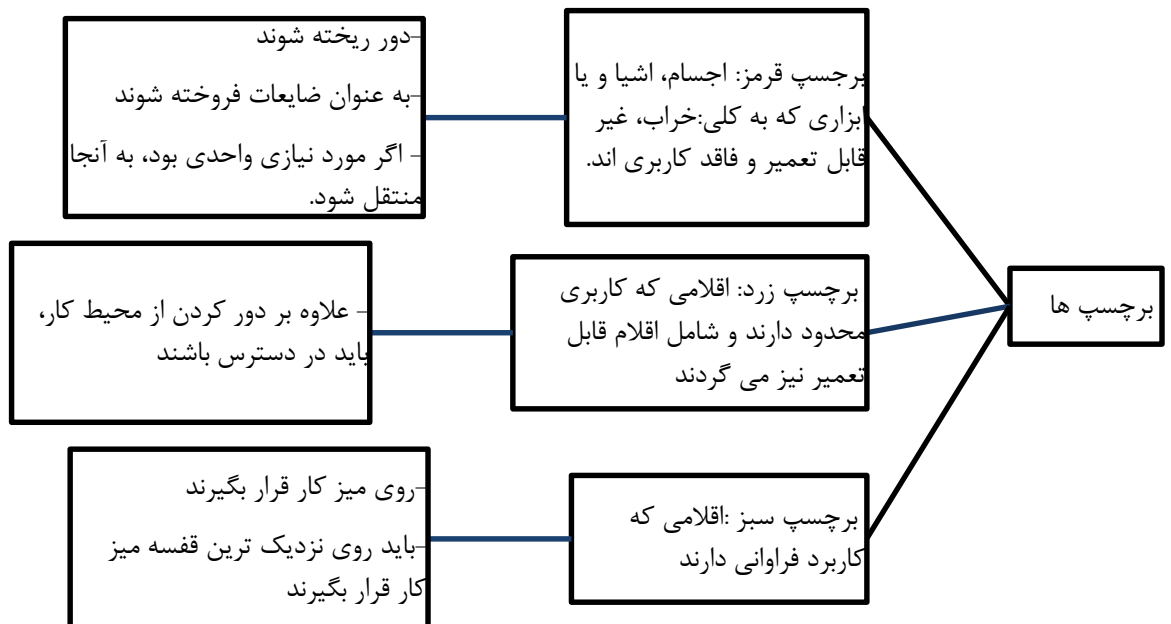 برچسپ ها
برجسپ قرمز: اجسام، اشیا و یا
ابزاری که به کلی:خراب، غیر
قابل تعمیر و فاقد کاربری اند.
-دور ریخته شوند
-به عنوان ضایعات فروخته شوند
- اگر مورد نیازی واحدی بود، به آنجا
منتقل شود.
برچسپ زرد: اقلامی که کاربری
محدود دارند و شامل اقلام قابل
تعمیر نیز می گردند
- علاوه بر دور کردن از محیط کار،
باید در دسترس باشند
برچسپ سبز :اقلامی که
کاربرد فراوانی دارند
-روی میز کار قرار بگیرند
-باید روی نزدیک ترین قفسه میز
کار قرار بگیرند